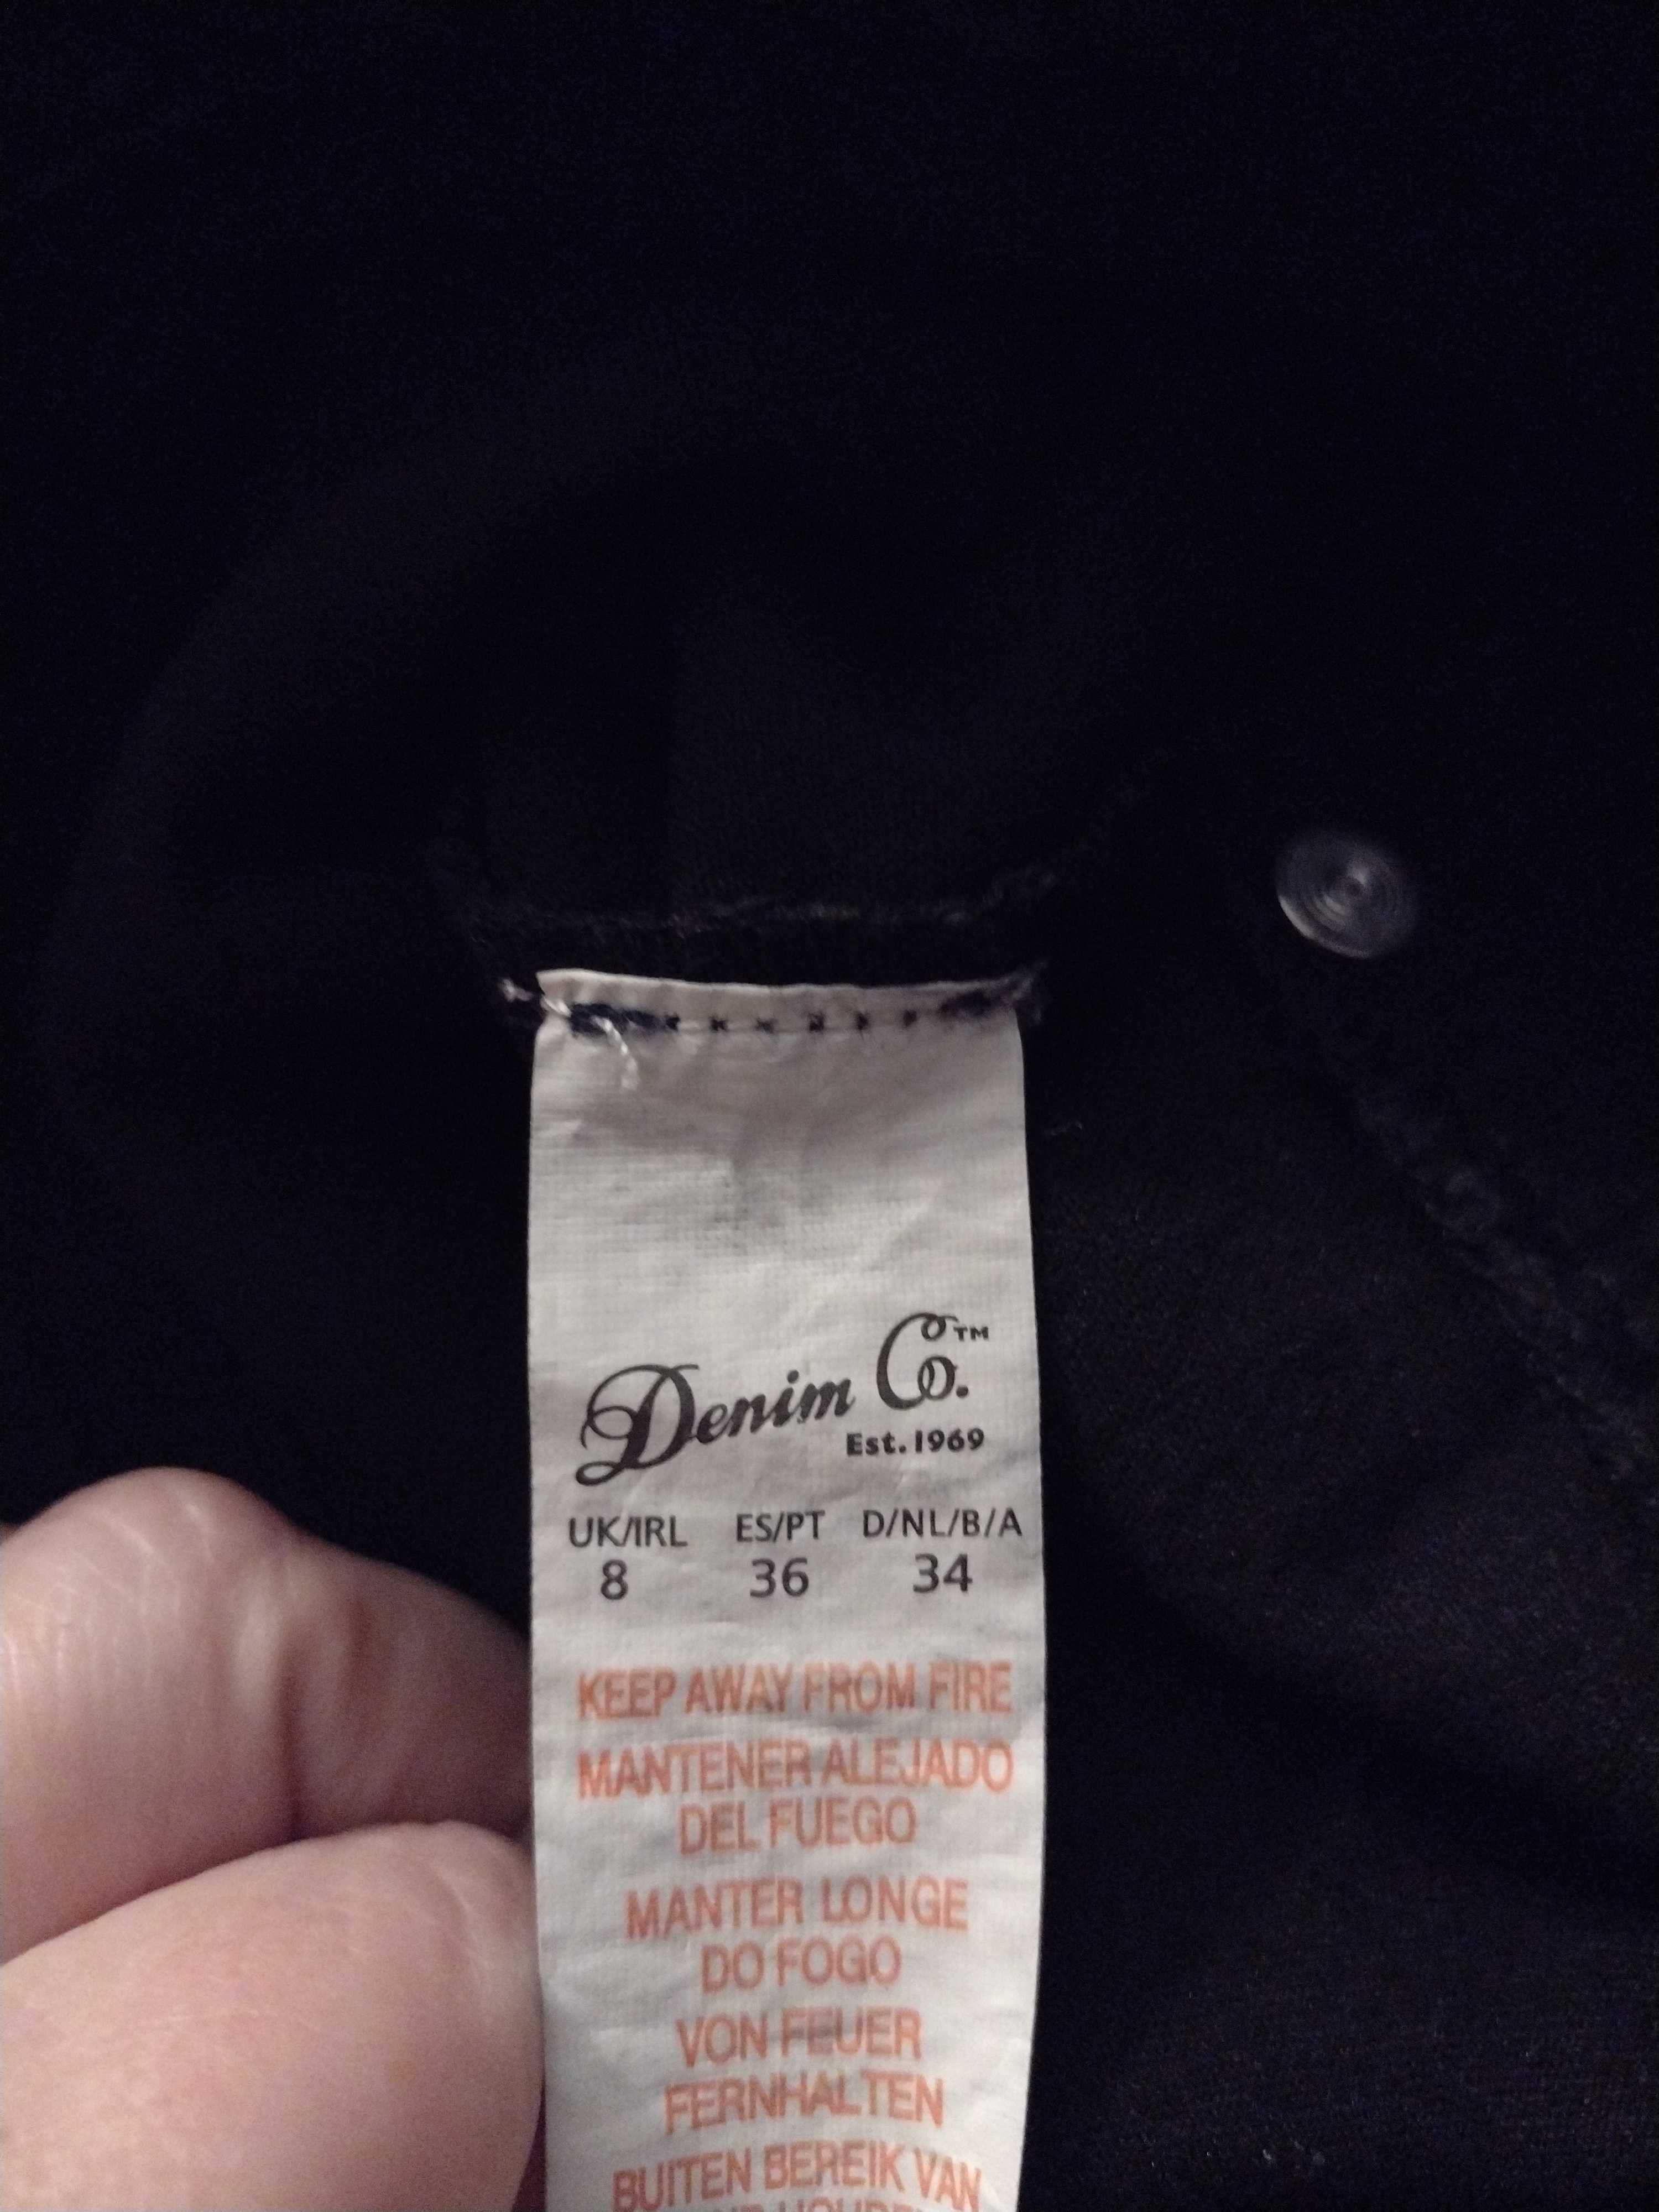 Denim Co.™
Est. 1969
UK/IRL ES/PT D/NL/B/A
8 36 34
KEEP AWAY FROM FIRE
MANTENER ALEJADO
DEL FUEGO
MANTER LONGE
DO FOGO
VON FEUER
FERNHALTEN
BUITEN BEREIK VAN